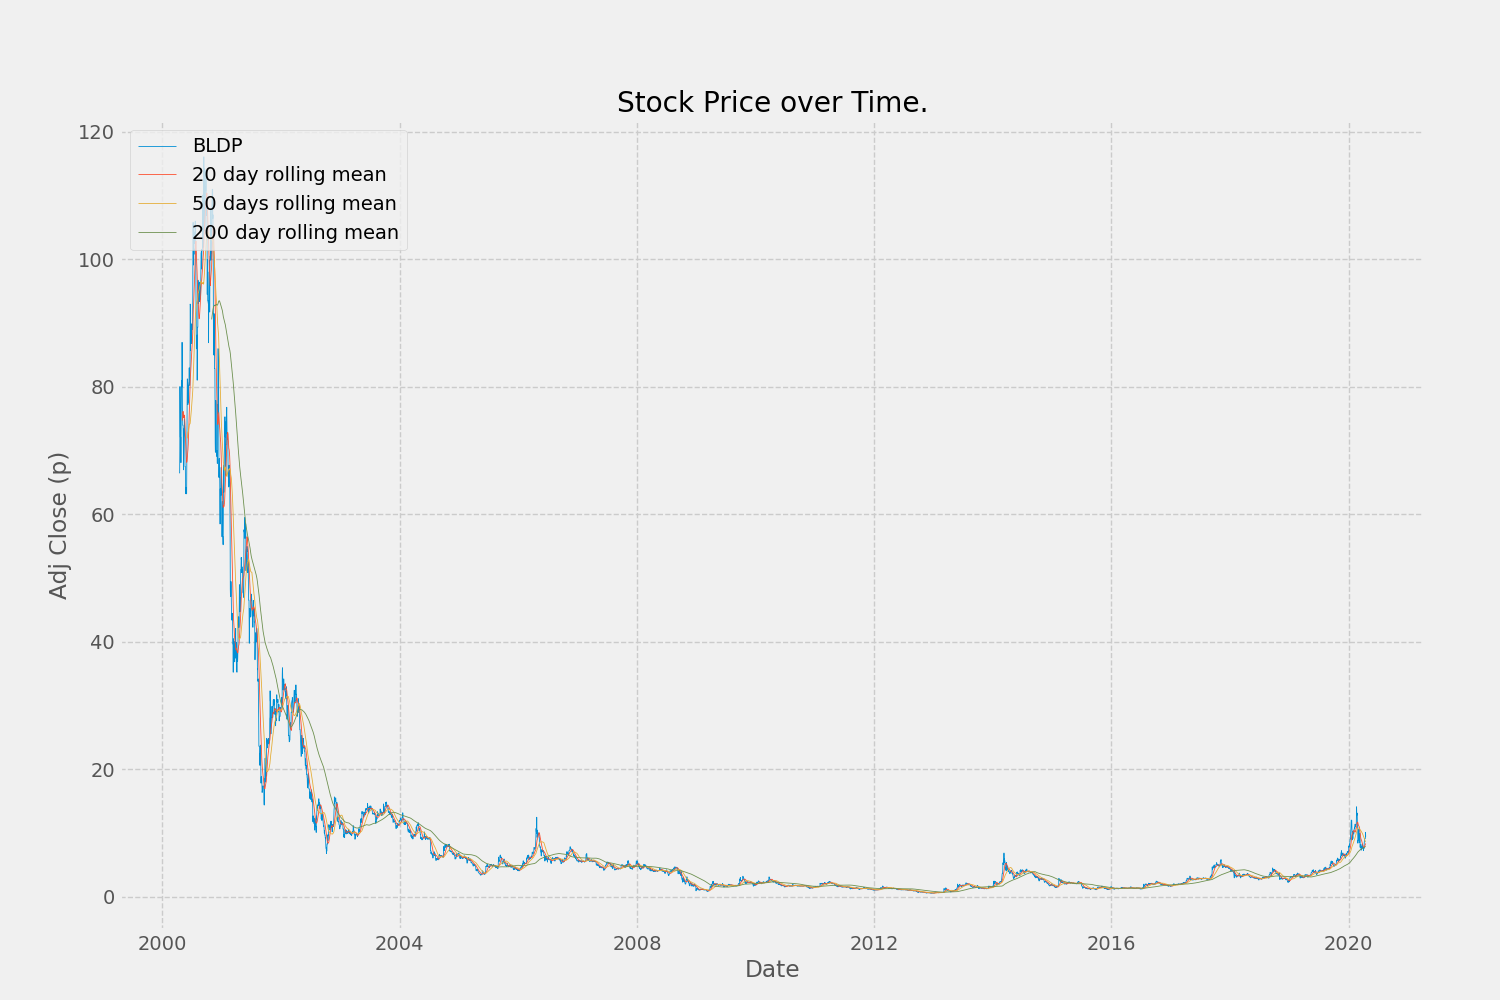 Stock Price over Time.
BLDP
20 day rolling mean
50 days rolling mean
200 day rolling mean
120
100
80
60
40
20
0
Adj Close (p)
2000 2004 2008 2012 2016 2020
Date